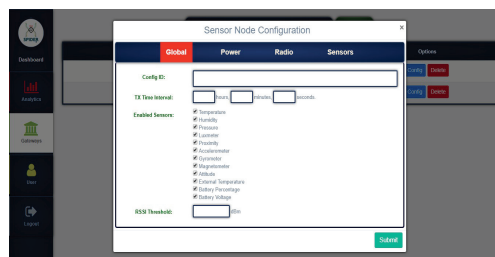 Sensor Node Configuration
×
SPIDER
Global Power Radio Sensors
Options
Dashboard
Config Delete
Config ID:
Config Delete
Analytics
TX Time Interval: hours, minutes, seconds.
Enabled Sensors: Temperature
Humidity
Pressure
Luxmeter
Gateways
Proximity
Accelerometer
Gyrometer
Magnetometer
Altitude
User
External Temperature
Battery Percentage
Battery Voltage
RSSI Threshold: dBm
Logout
Submit